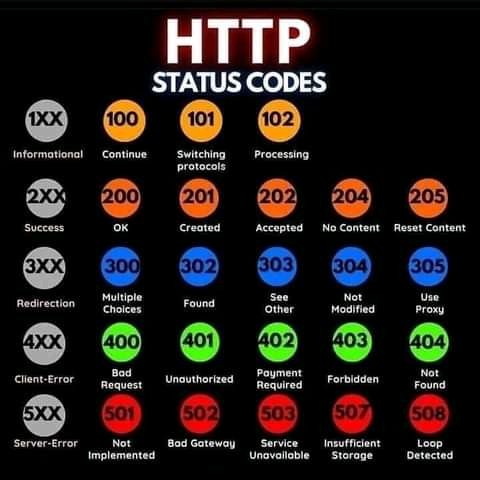 HTTP
STATUS CODES
1XX 100 101 102
Informational Continue Switching protocols Processing
2XX 200 201 202 204 205
Success OK Created Accepted No Content Reset Content
3XX 300 302 303 304 305
Redirection Multiple Choices Found See Other Not Modified Use Proxy
4XX 400 401 402 403 404
Client-Error Bad Request Unauthorized Payment Required Forbidden Not Found
5XX 501 502 503 507 508
Server-Error Not Implemented Bad Gateway Service Unavailable Insufficient Storage Loop Detected